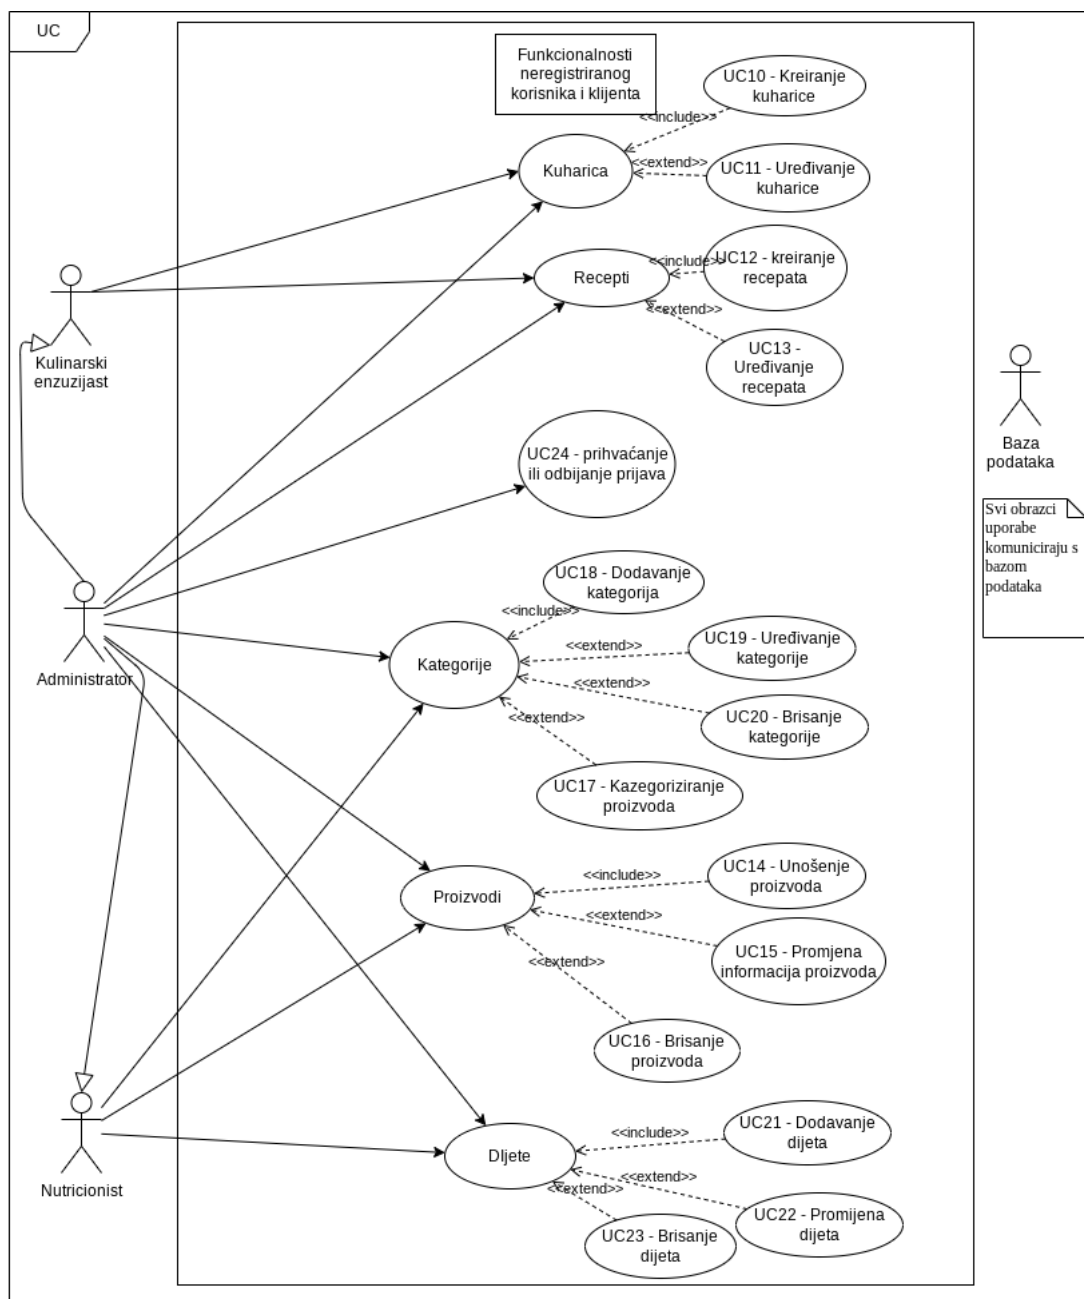 UC
Funkcionalnosti
neregistriranog
korisnika i klijenta
UC10 - Kreiranje
kuharice
<<include>>
Kuharica
<<extend>>
UC11 - Uređivanje
kuharice
Kulinarski
enzuzijast
Recepti
<<include>>
UC12 - kreiranje
recepata
<<extend>>
UC13 -
Uređivanje
recepata
Baza
podataka
Svi obrazci
uporabe
komuniciraju s
bazom
podataka
UC24 - prihvaćanje
ili odbijanje prijava
Administrator
UC18 - Dodavanje
kategorija
<<include>>
Kategorije
<<extend>>
UC19 - Uređivanje
kategorije
<<extend>>
UC20 - Brisanje
kategorije
<<extend>>
UC17 - Kazegoriziranje
proizvoda
Proizvodi
<<include>>
UC14 - Unošenje
proizvoda
<<extend>>
UC15 - Promjena
informacija proizvoda
<<extend>>
UC16 - Brisanje
proizvoda
Nutricionist
DIjete
<<include>>
UC21 - Dodavanje
dijeta
<<extend>>
UC22 - Promijena
dijeta
<<extend>>
UC23 - Brisanje
dijeta